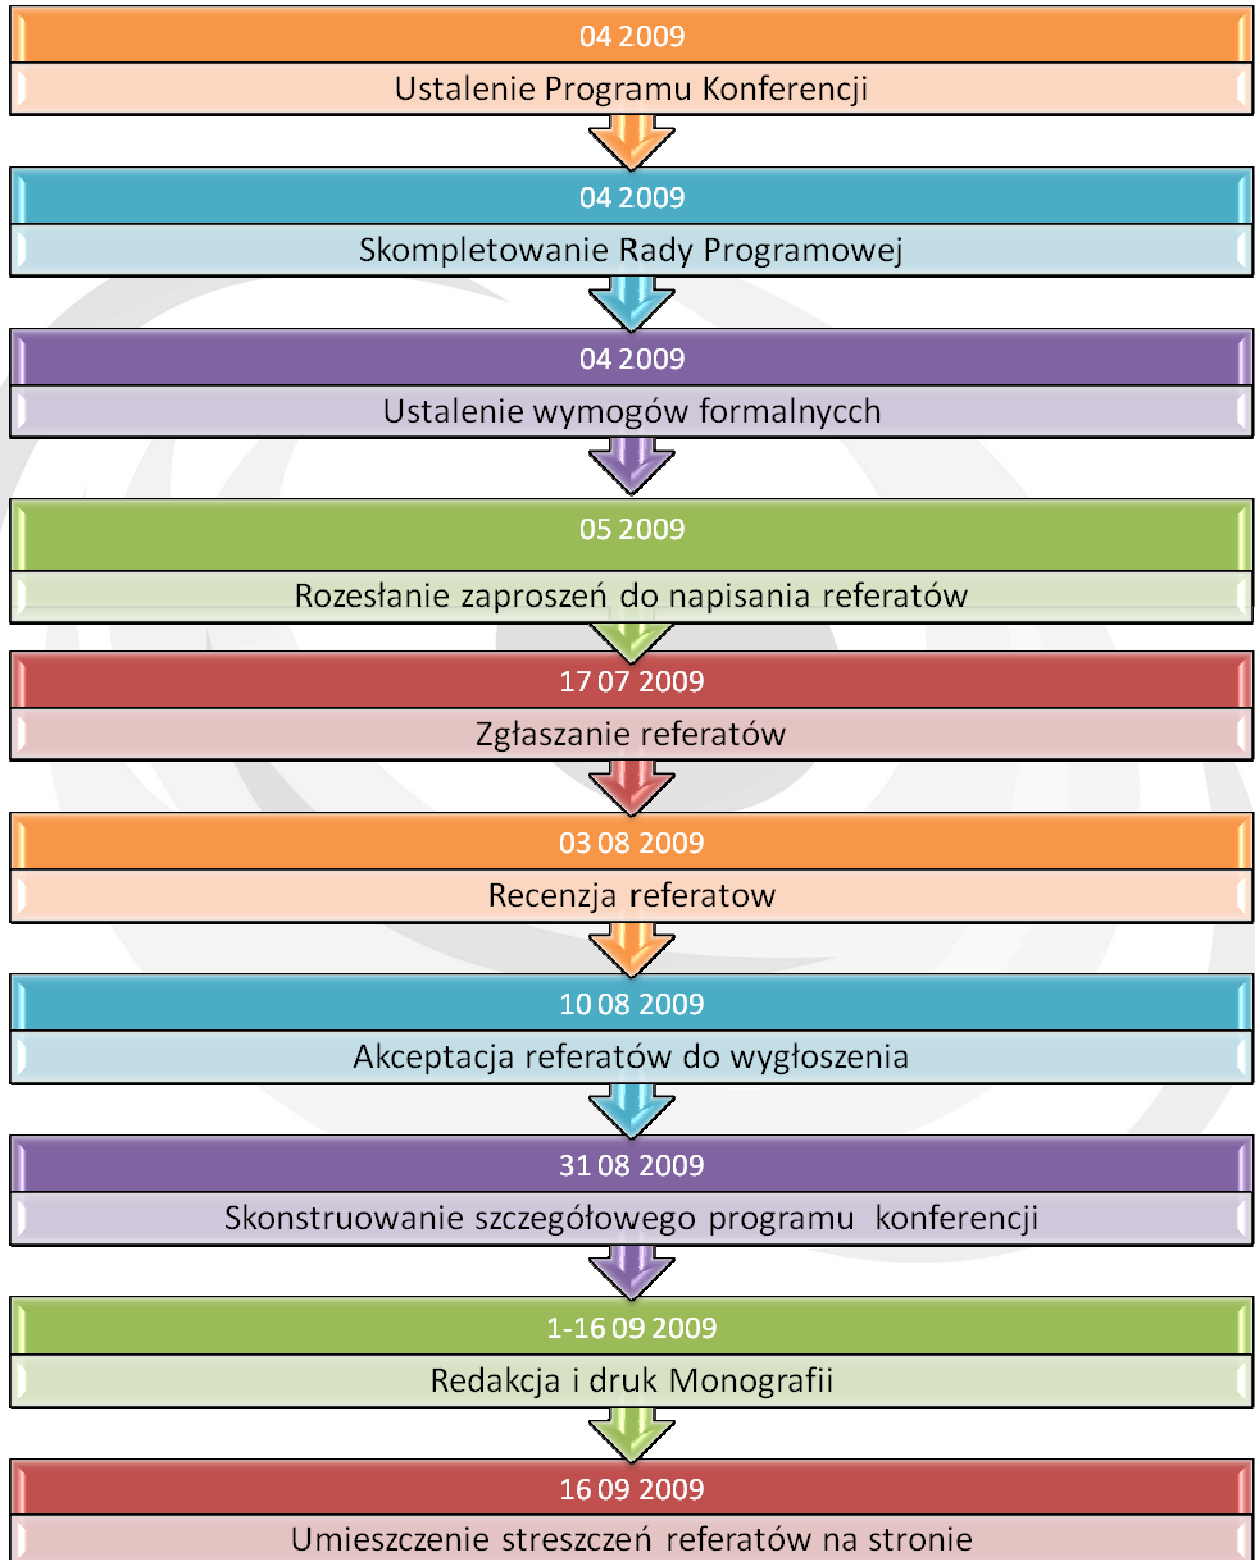 04 2009
Ustalenie Programu Konferencji
04 2009
Skompletowanie Rady Programowej
04 2009
Ustalenie wymogów formalnycch
05 2009
Rozesłanie zaproszeń do napisania referatów
17 07 2009
Zgłaszanie referatów
03 08 2009
Recenzja referatow
10 08 2009
Akceptacja referatów do wygłoszenia
31 08 2009
Skonstruowanie szczegółowego programu konferencji
1-16 09 2009
Redakcja i druk Monografii
16 09 2009
Umieszczenie streszczeń referatów na stronie